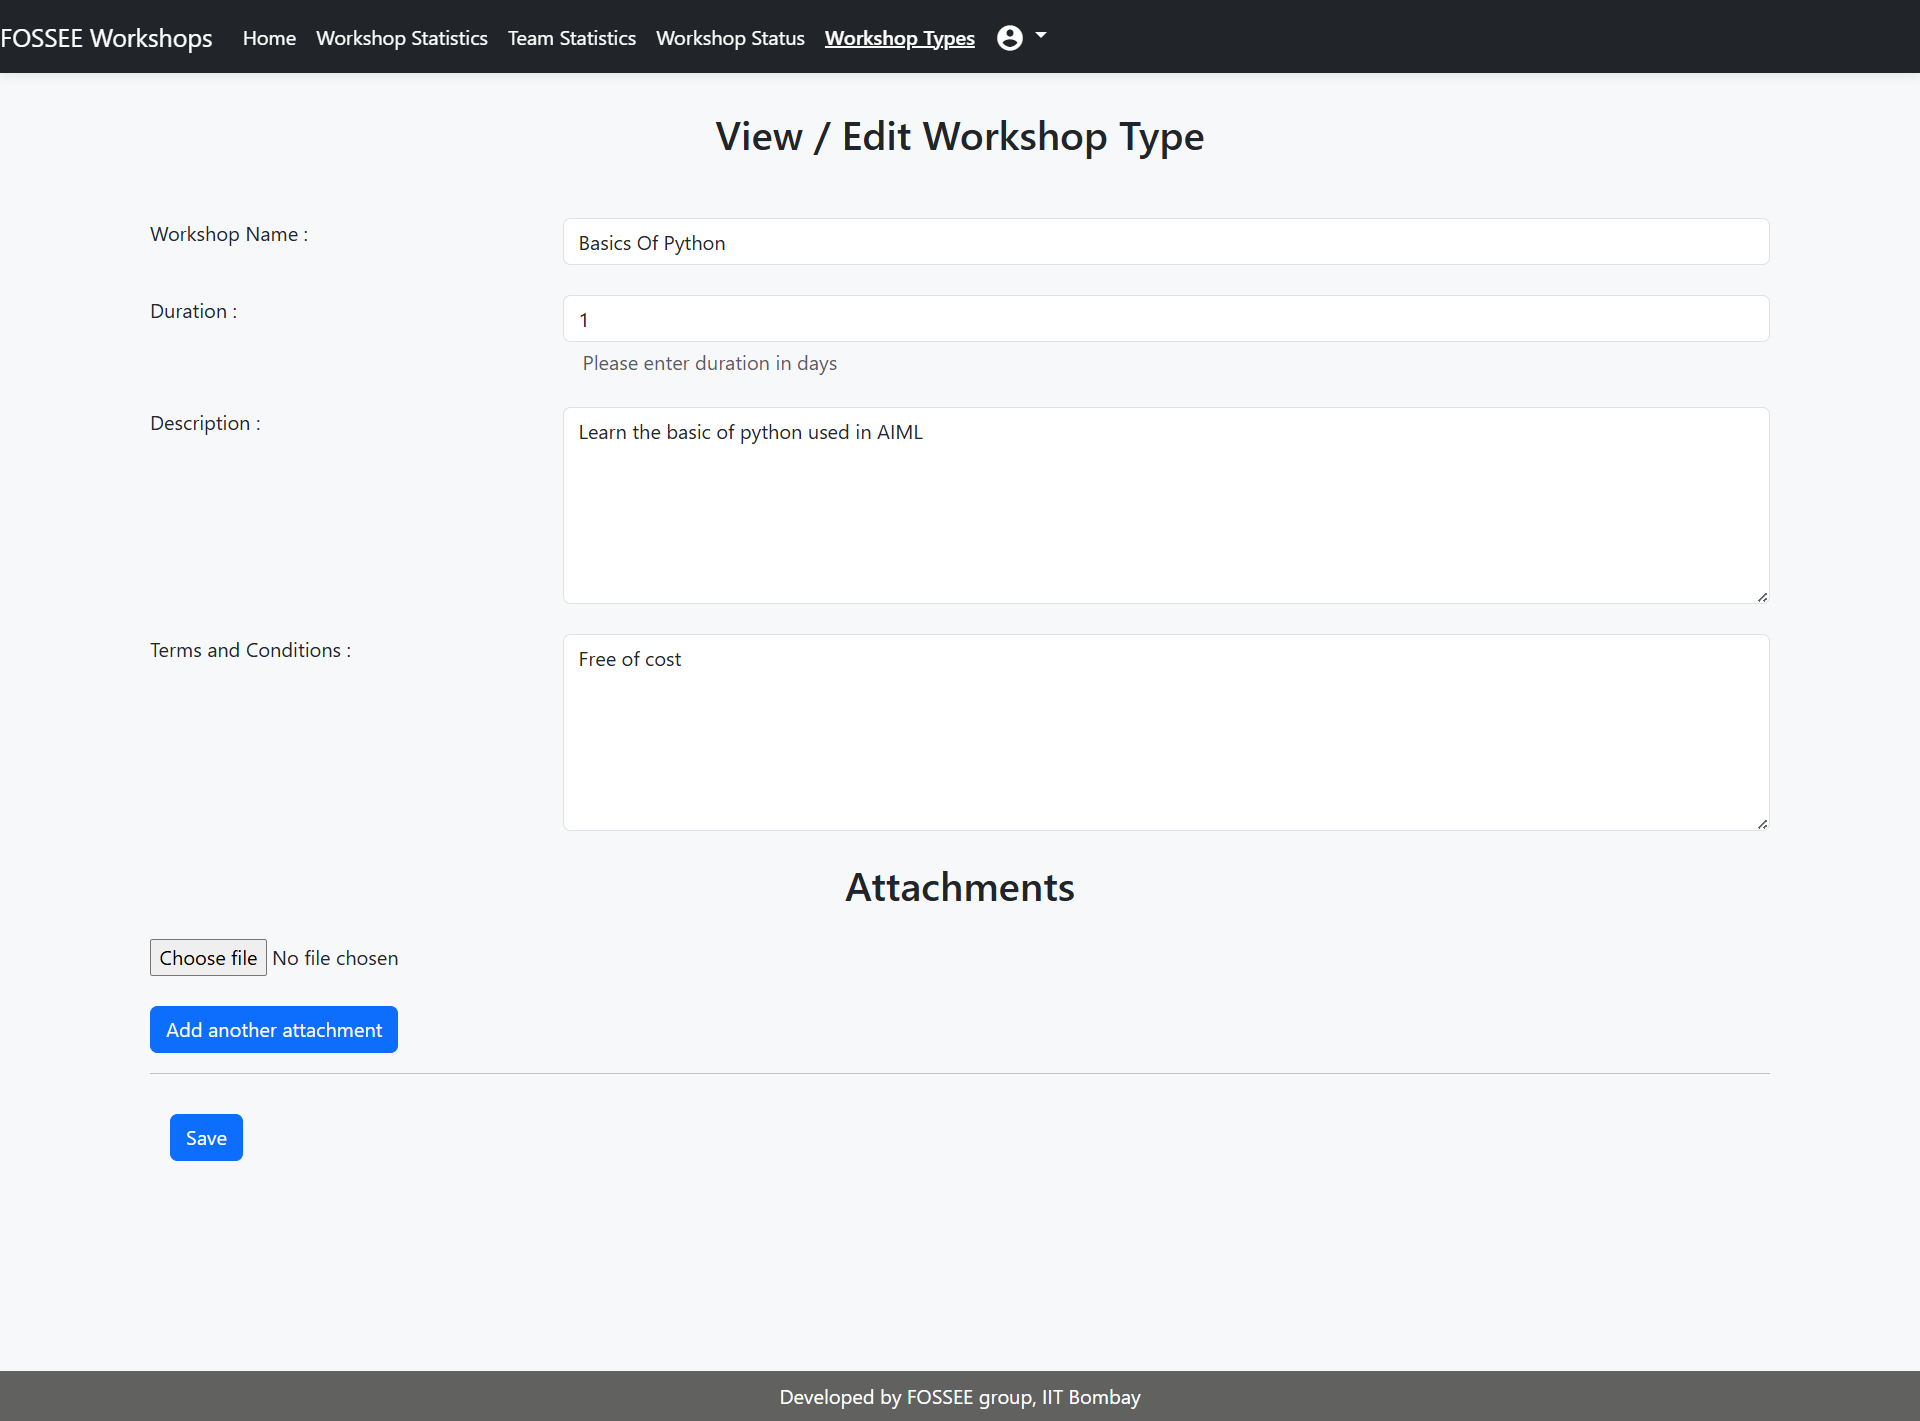 FOSSEE Workshops Home Workshop Statistics Team Statistics Workshop Status Workshop Types
View / Edit Workshop Type
Workshop Name : Basics Of Python
Duration : 1
Please enter duration in days
Description : Learn the basic of python used in AIML
Terms and Conditions : Free of cost
Attachments
Choose file No file chosen
Add another attachment
Save
Developed by FOSSEE group, IIT Bombay